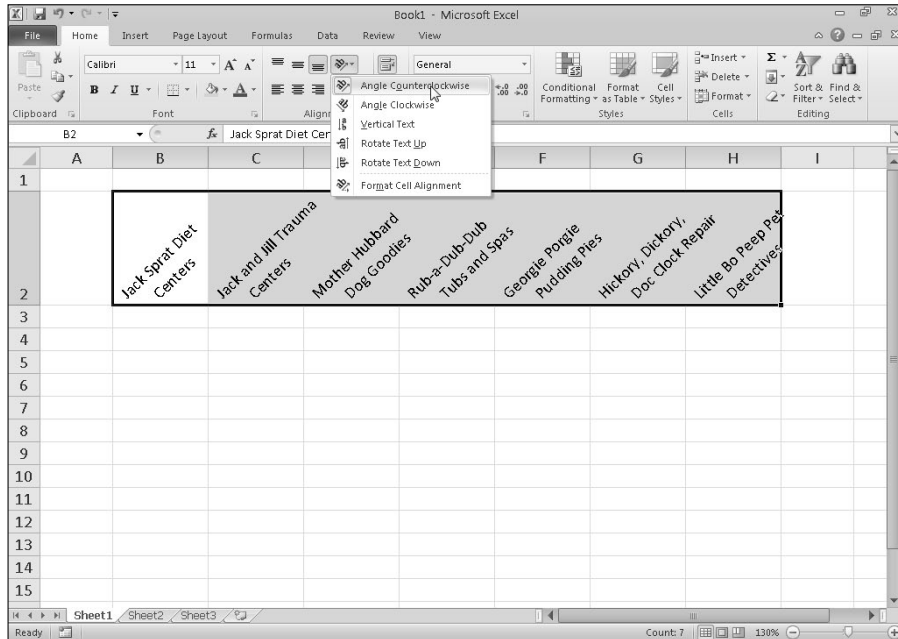 Book1 - Microsoft Excel
File Home Insert Page Layout Formulas Data Review View
Calibri 11 A A General Insert Σ
Paste Delete
B I U A .00 .0 Conditional Format Cell Format Sort & Find &
Formatting as Table Styles Filter Select
Clipboard Font Alignm Styles Cells Editing
Angle Counterclockwise
Angle Clockwise
Vertical Text
Rotate Text Up
Rotate Text Down
Format Cell Alignment
B2 fx Jack Sprat Diet Cen
A B C F G H I
1
2
Jack Sprat Diet
Centers
Jack and Jill Trauma
Centers
Mother Hubbard
Dog Goodies
Rub-a-Dub-Dub
Tubs and Spas
Georgie Porgie
Pudding Pies
Hickory, Dickory,
Doc Clock Repair
Little Bo Peep Pet
Detectives
3
4
5
6
7
8
9
10
11
12
13
14
15
Sheet1 Sheet2 Sheet3
Ready Count: 7 130%